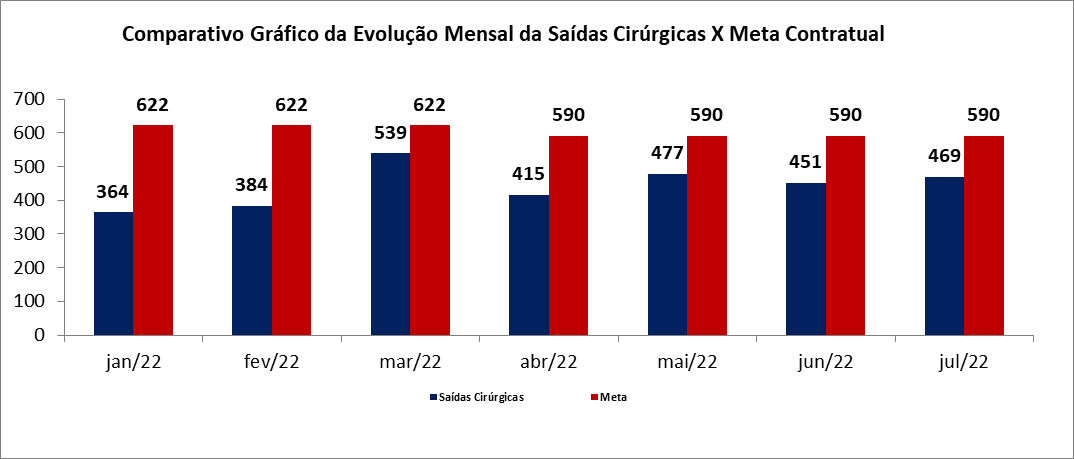 Comparativo Gráfico da Evolução Mensal da Saídas Cirúrgicas X Meta Contratual
700
600
500
400
300
200
100
0
364
622
384
622
539
622
415
590
477
590
451
590
469
590
jan/22
fev/22
mar/22
abr/22
mai/22
jun/22
jul/22
Saídas Cirúrgicas
Meta